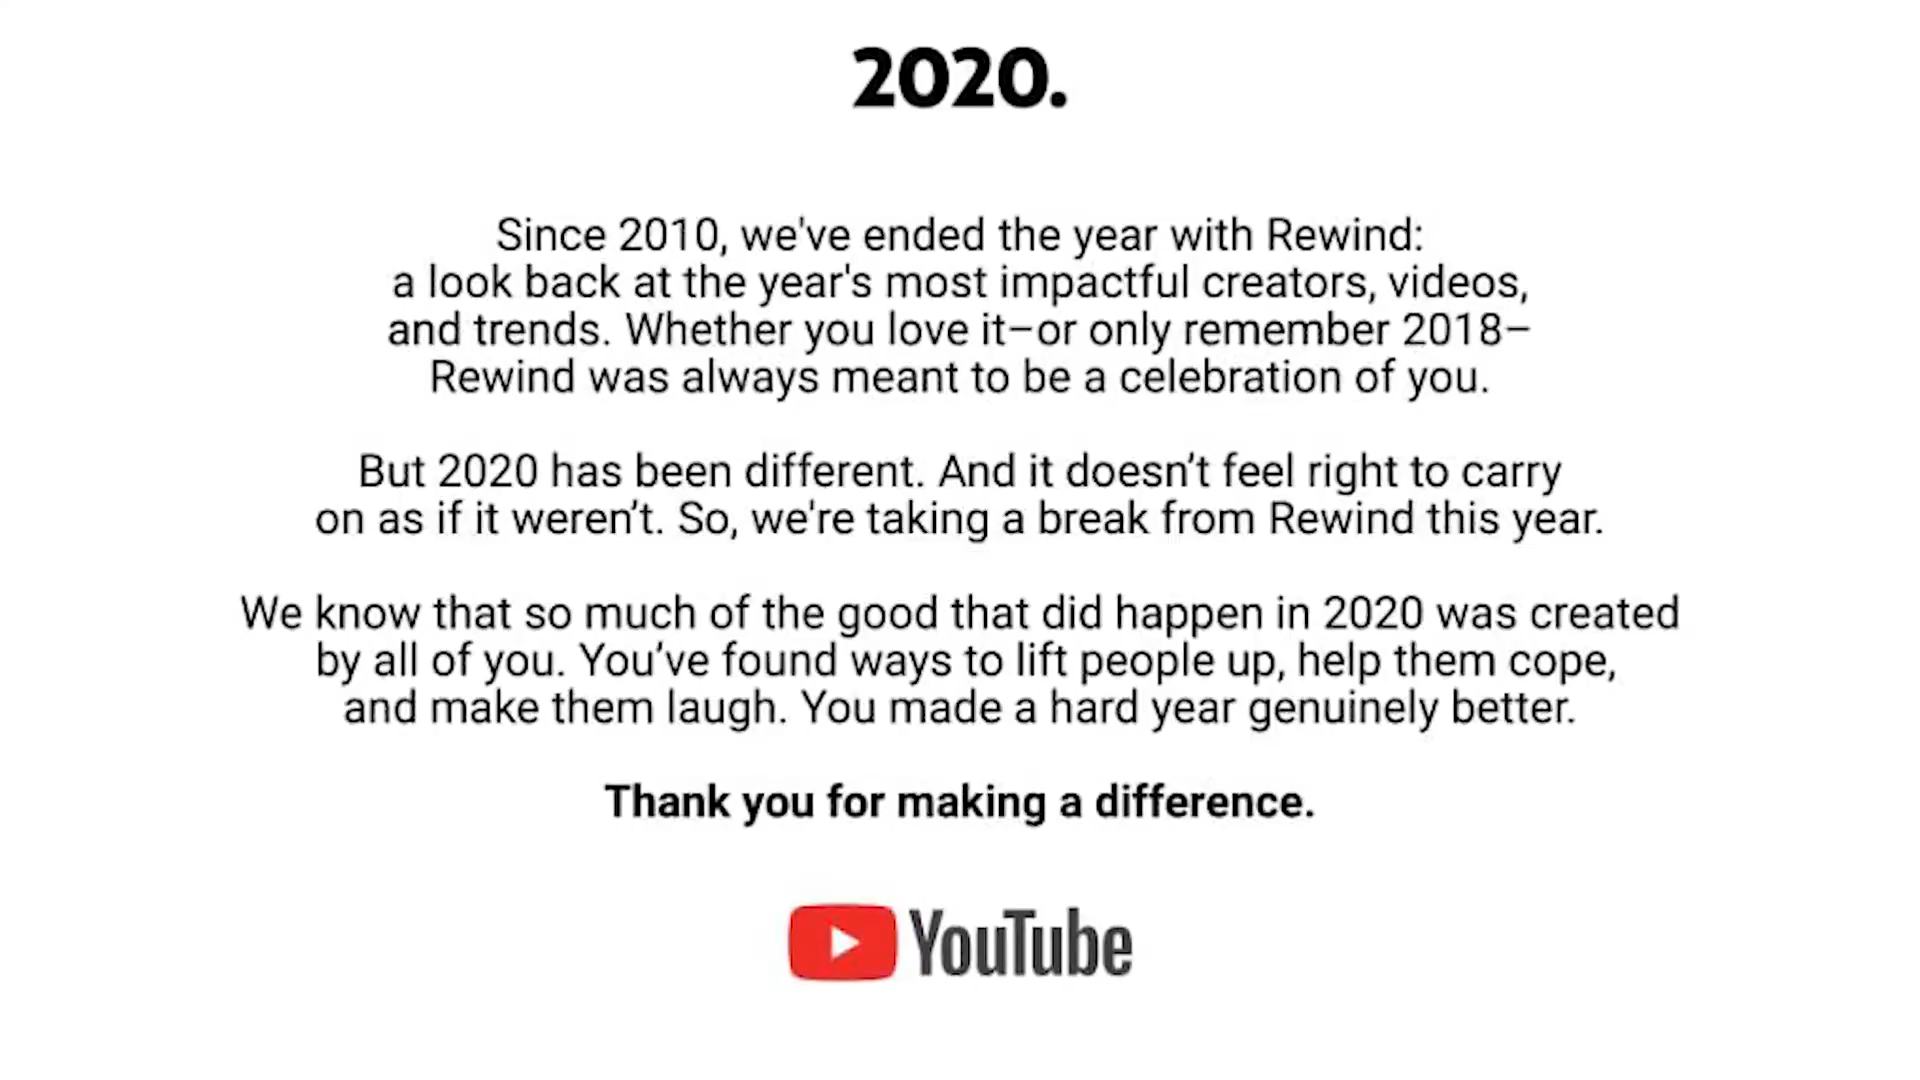 2020.
Since 2010, we've ended the year with Rewind:
a look back at the year's most impactful creators, videos,
and trends. Whether you love it–or only remember 2018–
Rewind was always meant to be a celebration of you.
But 2020 has been different. And it doesn’t feel right to carry
on as if it weren’t. So, we're taking a break from Rewind this year.
We know that so much of the good that did happen in 2020 was created
by all of you. You’ve found ways to lift people up, help them cope,
and make them laugh. You made a hard year genuinely better.
Thank you for making a difference.
YouTube